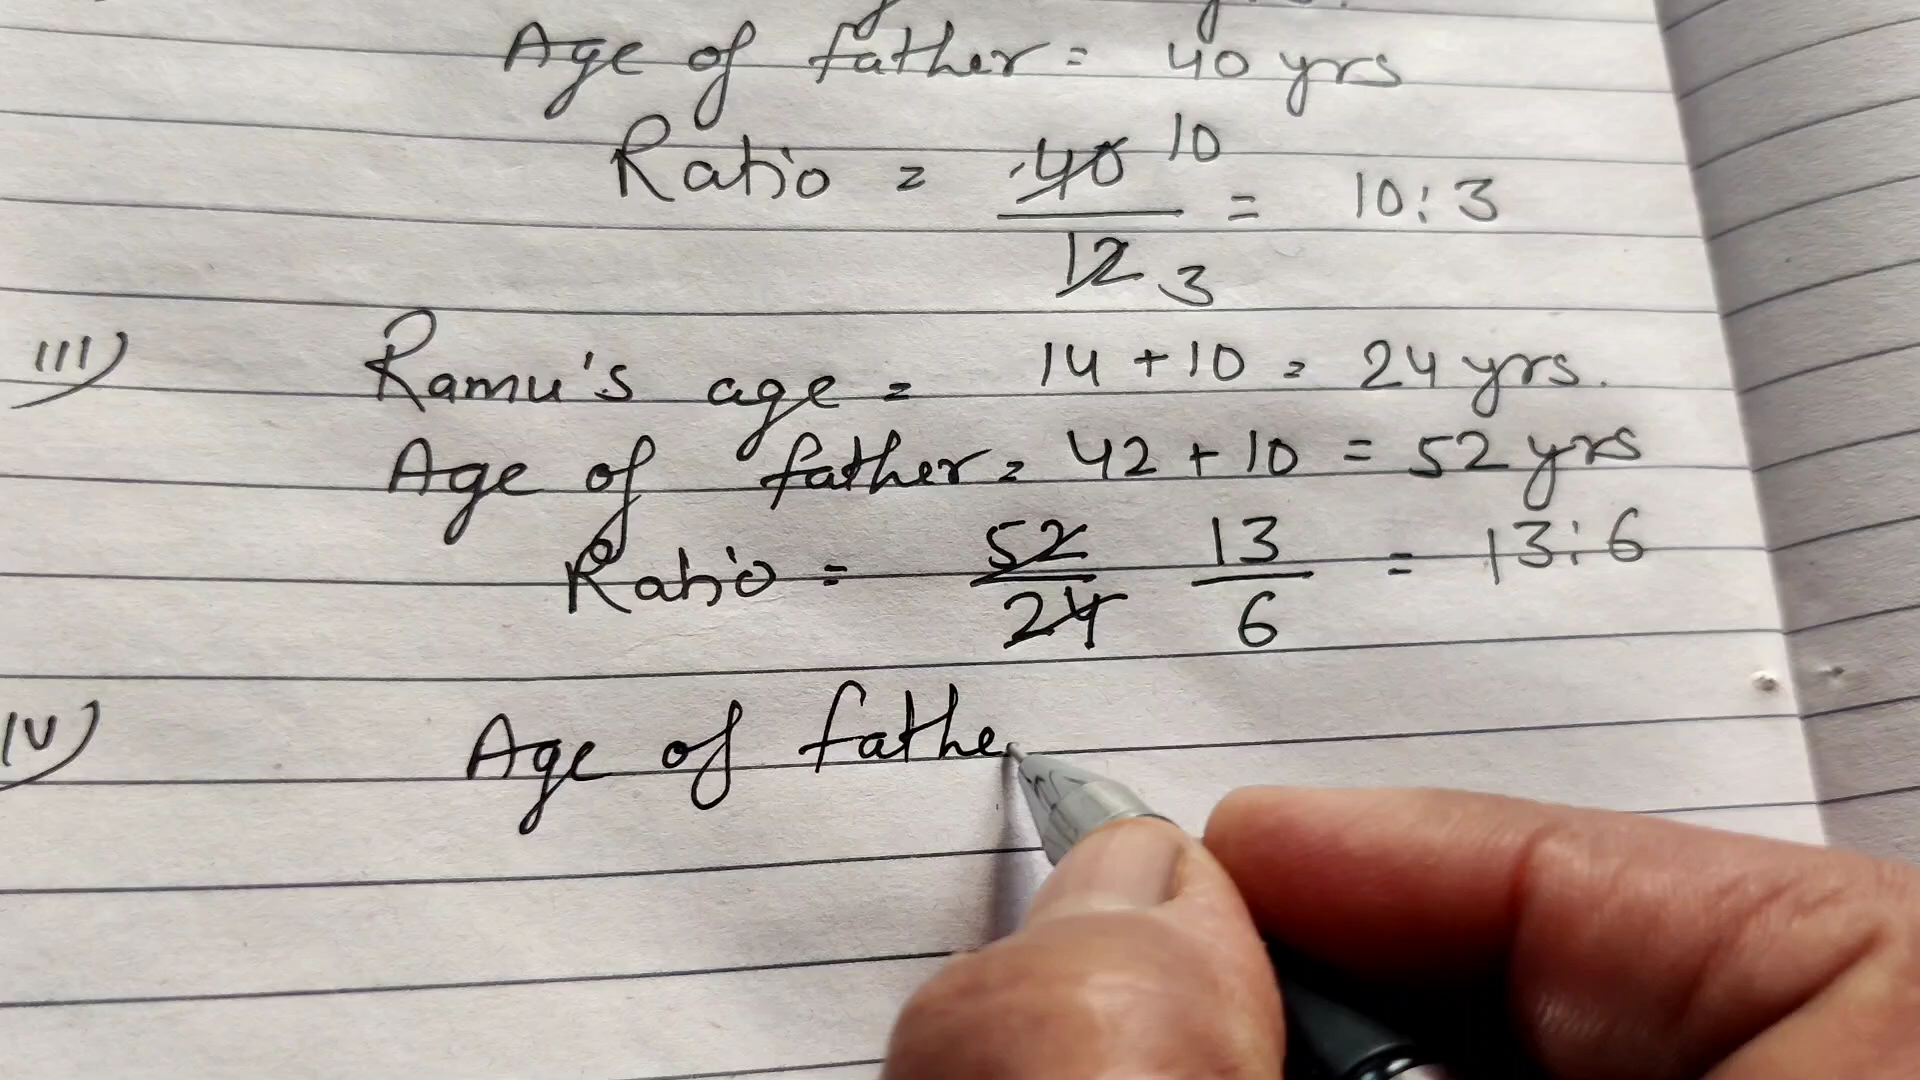 Age of father = 40 yrs
Ratio = 40 10 = 10:3
12 3
III) Ramu's age = 14 + 10 = 24 yrs.
Age of father = 42 + 10 = 52 yrs
Ratio = 52/24 13/6 = 13:6
IV) Age of fathe